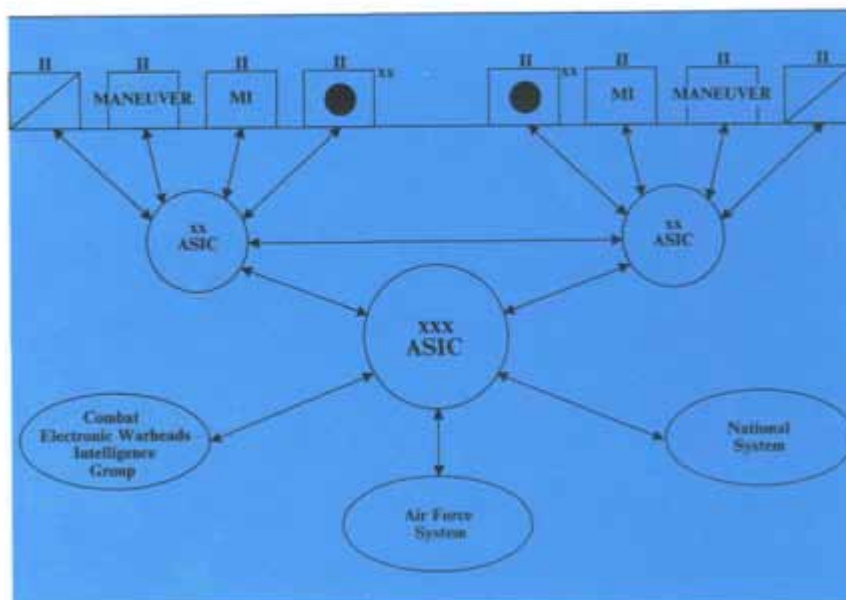 II II II II II II II II
xx xx
MANEUVER MI MI MANEUVER
xx
ASIC
xx
ASIC
xxx
ASIC
Combat
Electronic Warheads
Intelligence
Group
National
System
Air Force
System